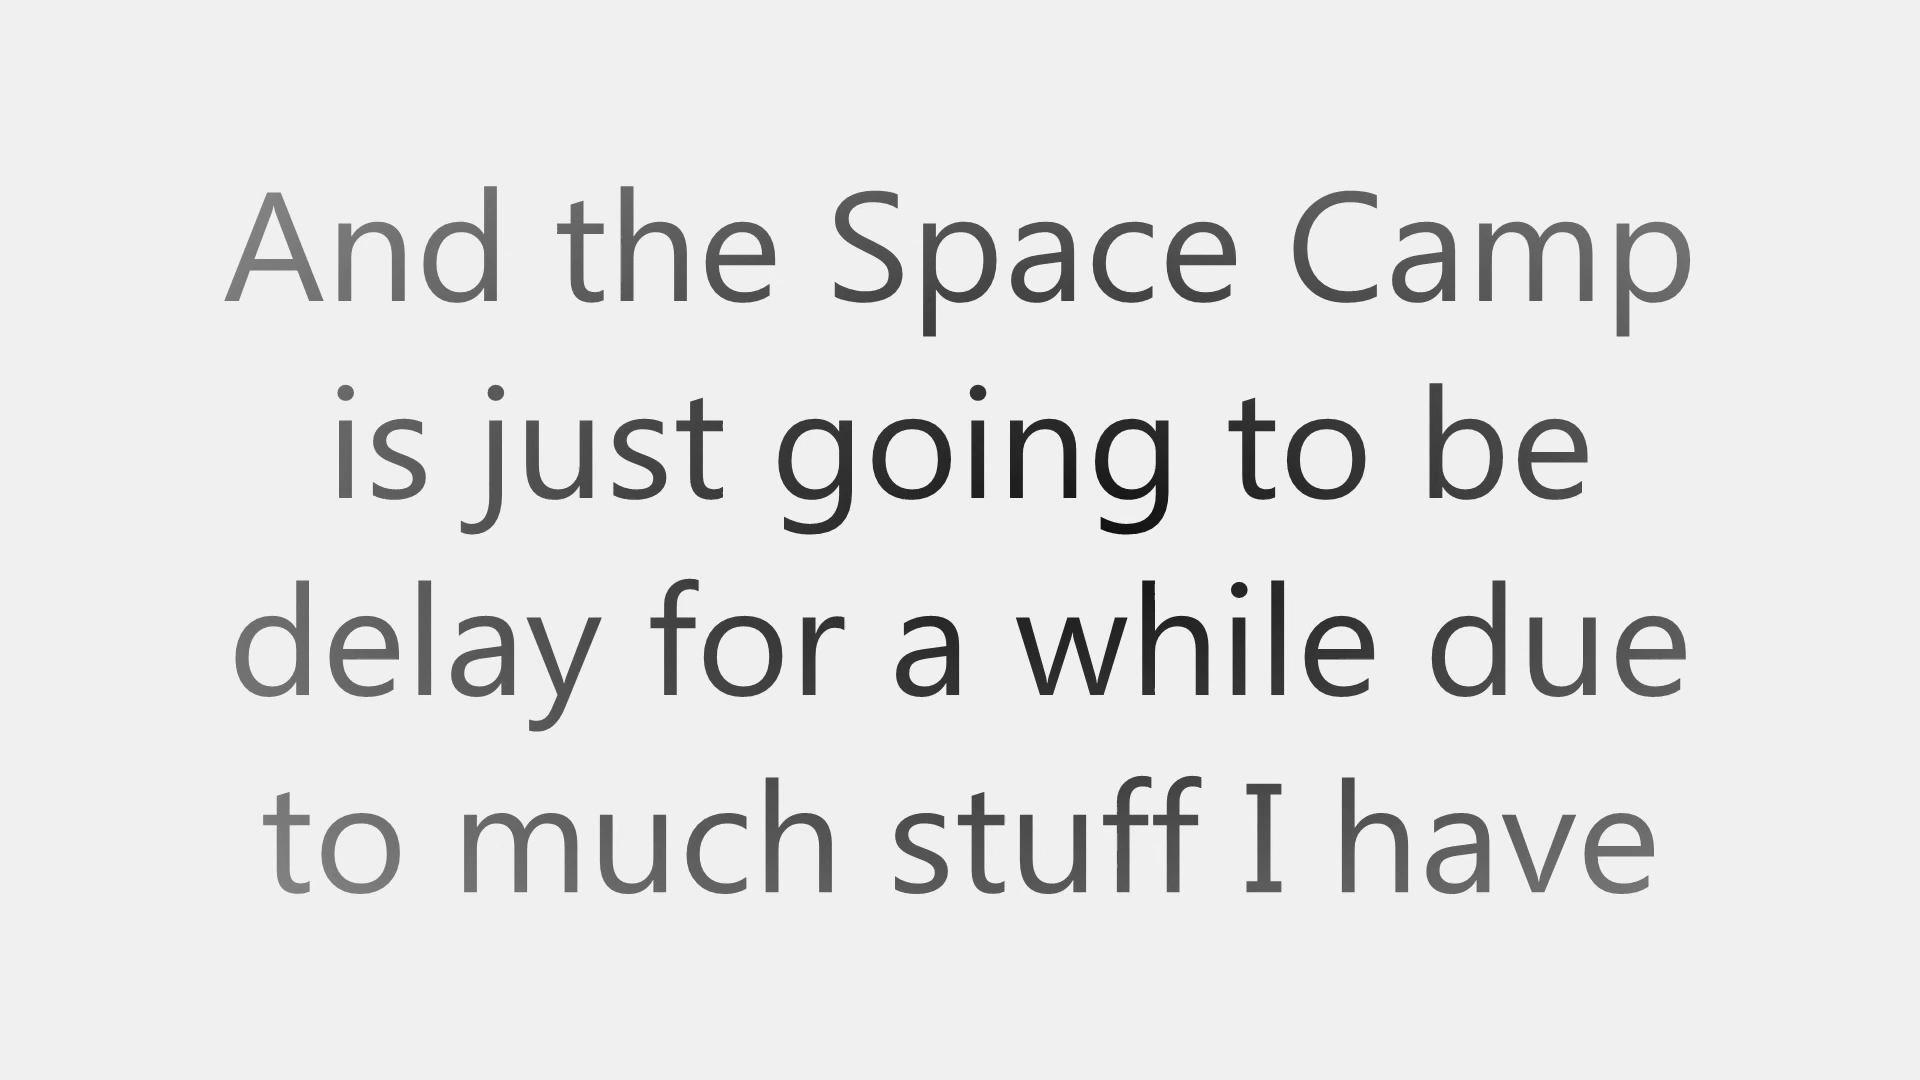 And the Space Camp
is just going to be
delay for a while due
to much stuff I have